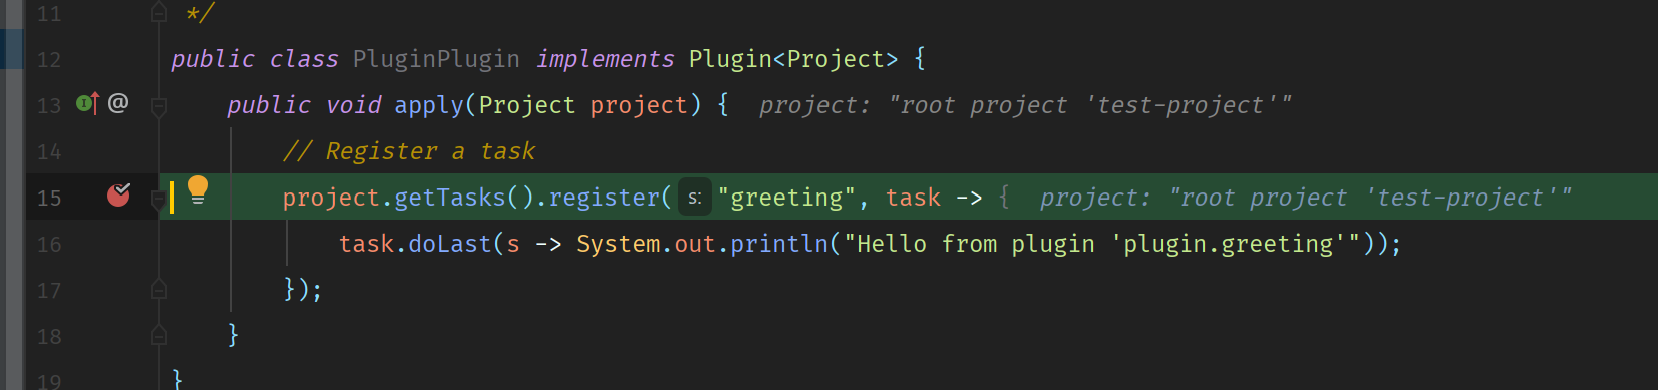 11 */
12 public class PluginPlugin implements Plugin<Project> {
13 @ public void apply(Project project) { project: "root project 'test-project'"
14 // Register a task
15 project.getTasks().register( s: "greeting", task -> { project: "root project 'test-project'"
16 task.doLast(s -> System.out.println("Hello from plugin 'plugin.greeting'"));
17 });
18 }
19 }